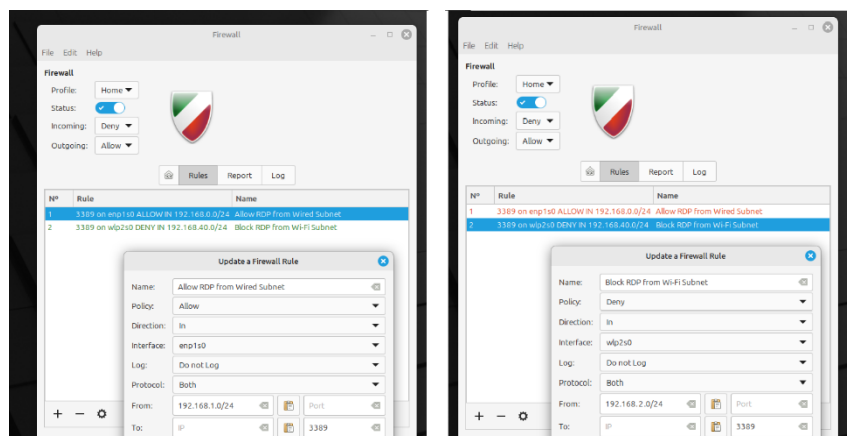 Firewall
File Edit Help
Firewall
Profile: Home
Status:
Incoming: Deny
Outgoing: Allow
Rules Report Log
Nº Rule Name
1 3389 on enp1s0 ALLOW IN 192.168.0.0/24 Allow RDP from Wired Subnet
2 3389 on wlp2s0 DENY IN 192.168.40.0/24 Block RDP from Wi-Fi Subnet
Update a Firewall Rule
Name: Allow RDP from Wired Subnet
Policy: Allow
Direction: In
Interface: enp1s0
Log: Do not Log
Protocol: Both
From: 192.168.1.0/24 Port
To: IP 3389
Firewall
File Edit Help
Firewall
Profile: Home
Status:
Incoming: Deny
Outgoing: Allow
Rules Report Log
Nº Rule Name
1 3389 on enp1s0 ALLOW IN 192.168.0.0/24 Allow RDP from Wired Subnet
2 3389 on wlp2s0 DENY IN 192.168.40.0/24 Block RDP from Wi-Fi Subnet
Update a Firewall Rule
Name: Block RDP from Wi-Fi Subnet
Policy: Deny
Direction: In
Interface: wlp2s0
Log: Do not Log
Protocol: Both
From: 192.168.2.0/24 Port
To: IP 3389